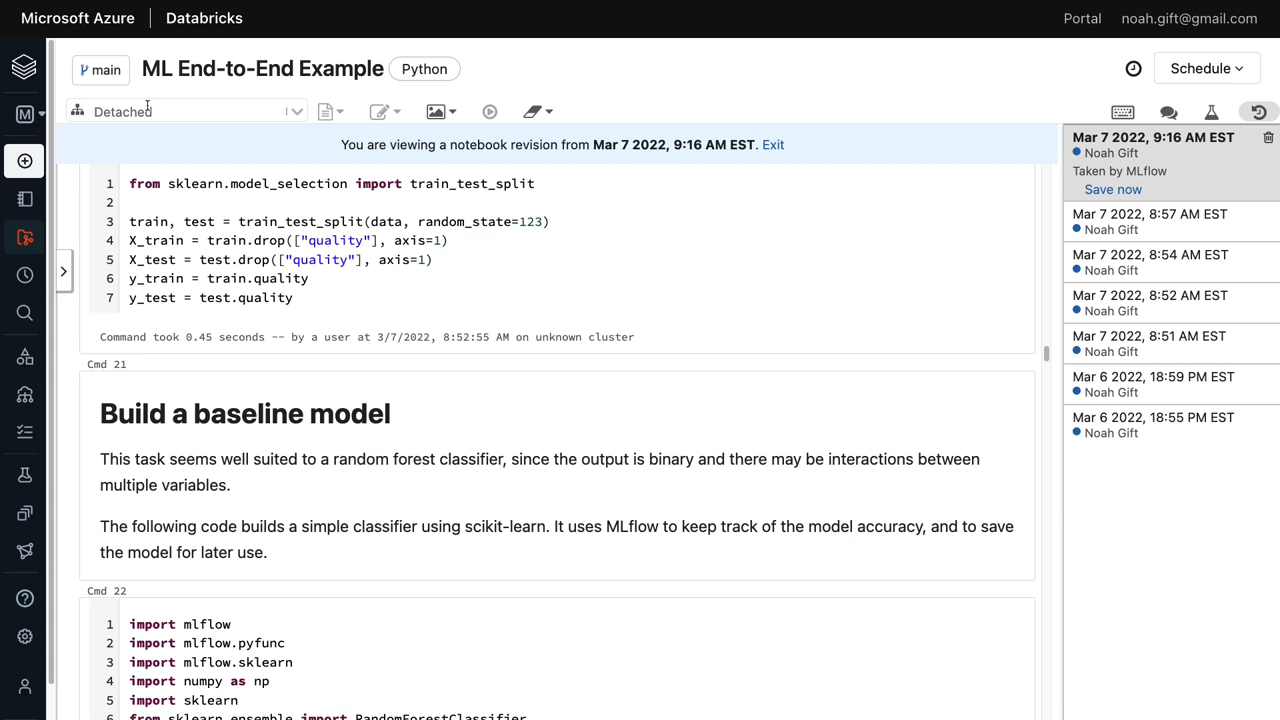 Microsoft Azure
Databricks
Portal
noah.gift@gmail.com
main
ML End-to-End Example
Python
Schedule
Detached
M
You are viewing a notebook revision from Mar 7 2022, 9:16 AM EST. Exit
1 from sklearn.model_selection import train_test_split
2
3 train, test = train_test_split(data, random_state=123)
4 X_train = train.drop(["quality"], axis=1)
5 X_test = test.drop(["quality"], axis=1)
6 y_train = train.quality
7 y_test = test.quality
Command took 0.45 seconds -- by a user at 3/7/2022, 8:52:55 AM on unknown cluster
Cmd 21
Build a baseline model
This task seems well suited to a random forest classifier, since the output is binary and there may be interactions between
multiple variables.
The following code builds a simple classifier using scikit-learn. It uses MLflow to keep track of the model accuracy, and to save
the model for later use.
Cmd 22
1 import mlflow
2 import mlflow.pyfunc
3 import mlflow.sklearn
4 import numpy as np
5 import sklearn
6 from sklearn.ensemble import RandomForestClassifier
Mar 7 2022, 9:16 AM EST
Noah Gift
Taken by MLflow
Save now
Mar 7 2022, 8:57 AM EST
Noah Gift
Mar 7 2022, 8:54 AM EST
Noah Gift
Mar 7 2022, 8:52 AM EST
Noah Gift
Mar 7 2022, 8:51 AM EST
Noah Gift
Mar 6 2022, 18:59 PM EST
Noah Gift
Mar 6 2022, 18:55 PM EST
Noah Gift